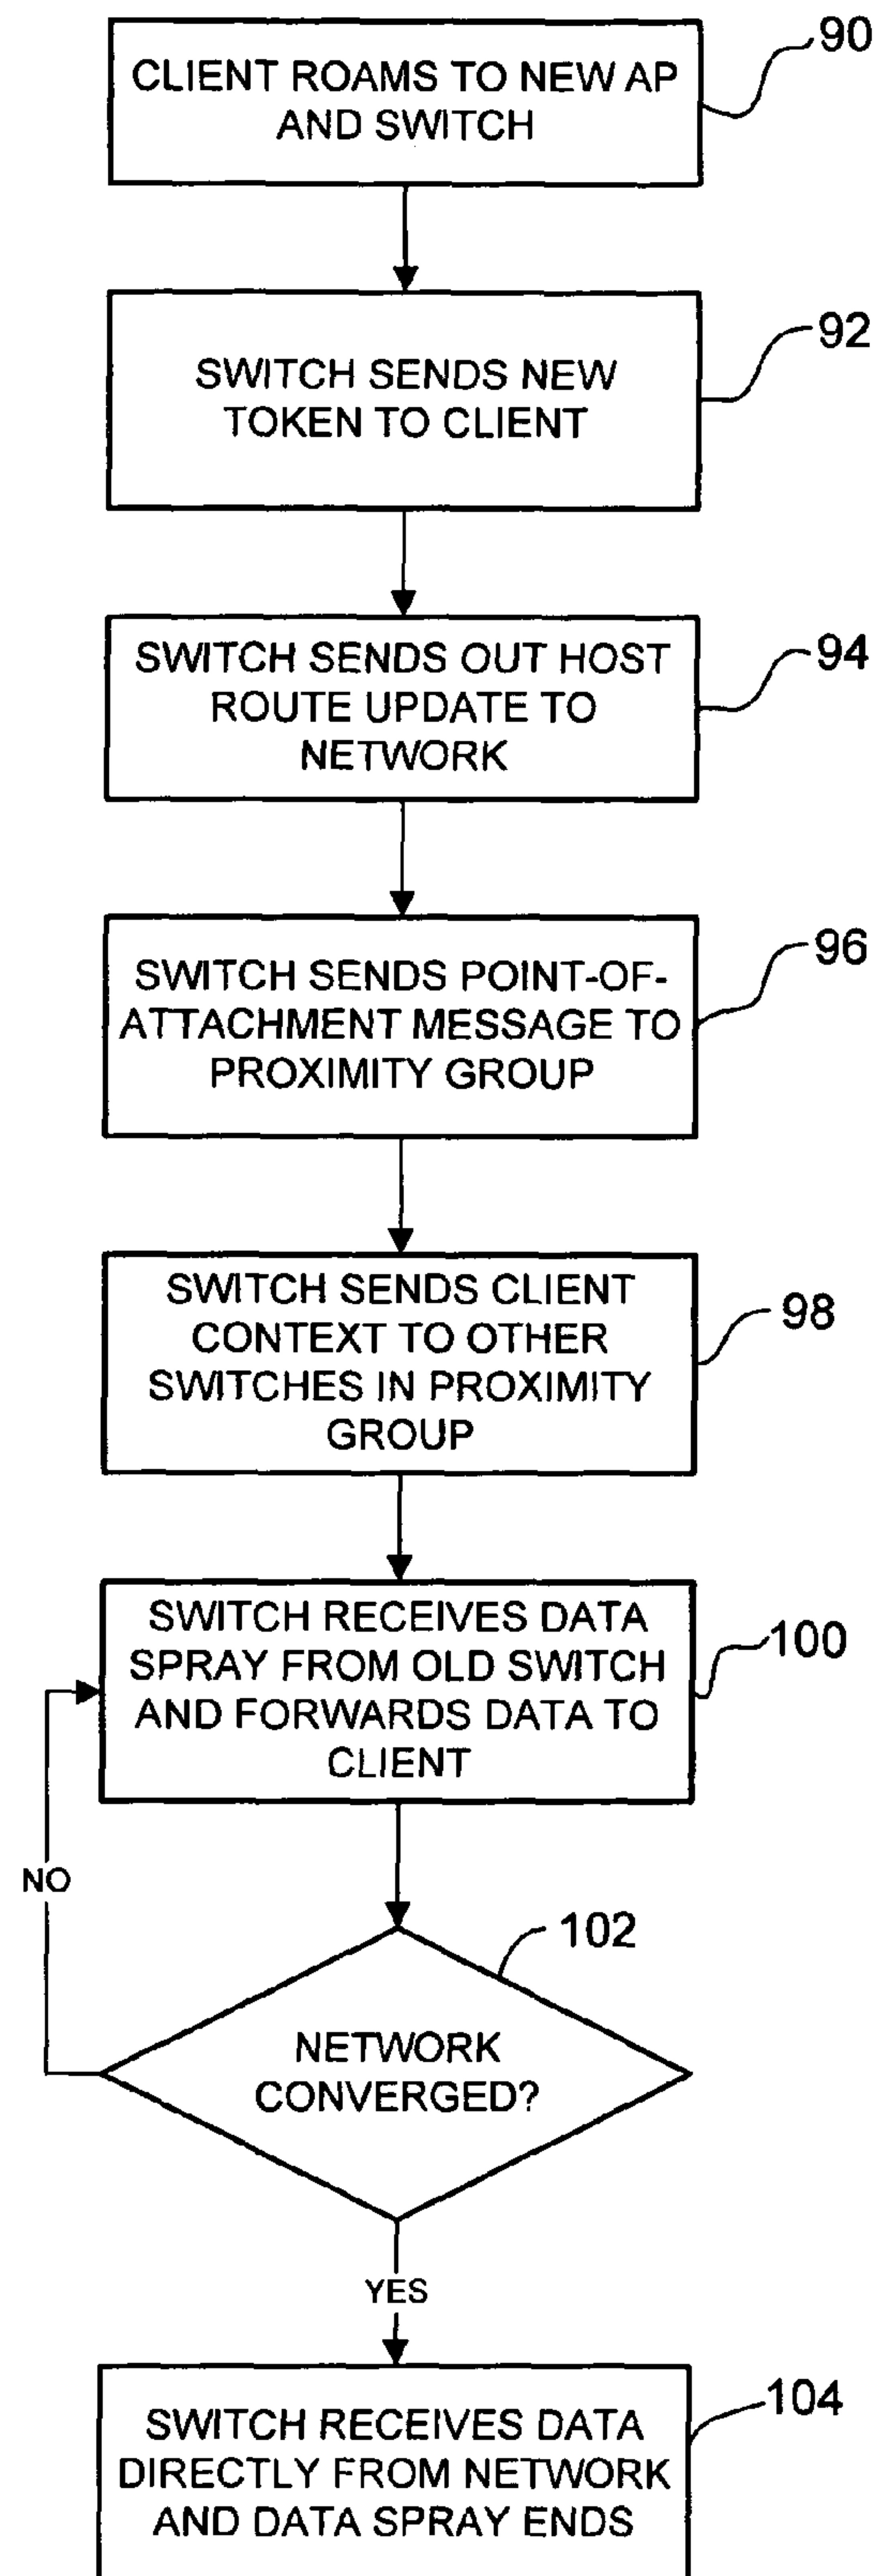 90
CLIENT ROAMS TO NEW AP
AND SWITCH
92
SWITCH SENDS NEW
TOKEN TO CLIENT
94
SWITCH SENDS OUT HOST
ROUTE UPDATE TO
NETWORK
96
SWITCH SENDS POINT-OF-
ATTACHMENT MESSAGE TO
PROXIMITY GROUP
98
SWITCH SENDS CLIENT
CONTEXT TO OTHER
SWITCHES IN PROXIMITY
GROUP
100
SWITCH RECEIVES DATA
SPRAY FROM OLD SWITCH
AND FORWARDS DATA TO
CLIENT
NO
102
NETWORK
CONVERGED?
YES
104
SWITCH RECEIVES DATA
DIRECTLY FROM NETWORK
AND DATA SPRAY ENDS